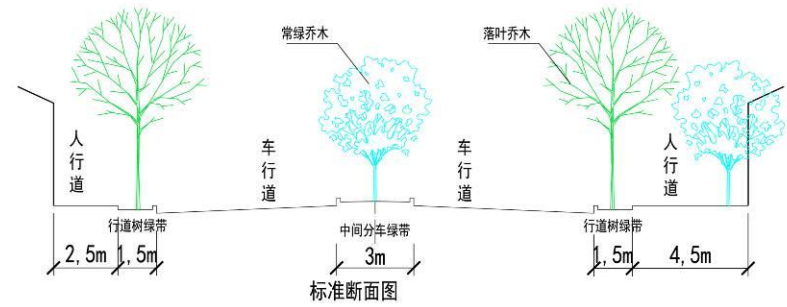 常绿乔木
落叶乔木
人行道
车行道
车行道
人行道
行道树绿带
中间分车绿带
行道树绿带
2,5m
1,5m
3m
1,5m
4,5m
标准断面图